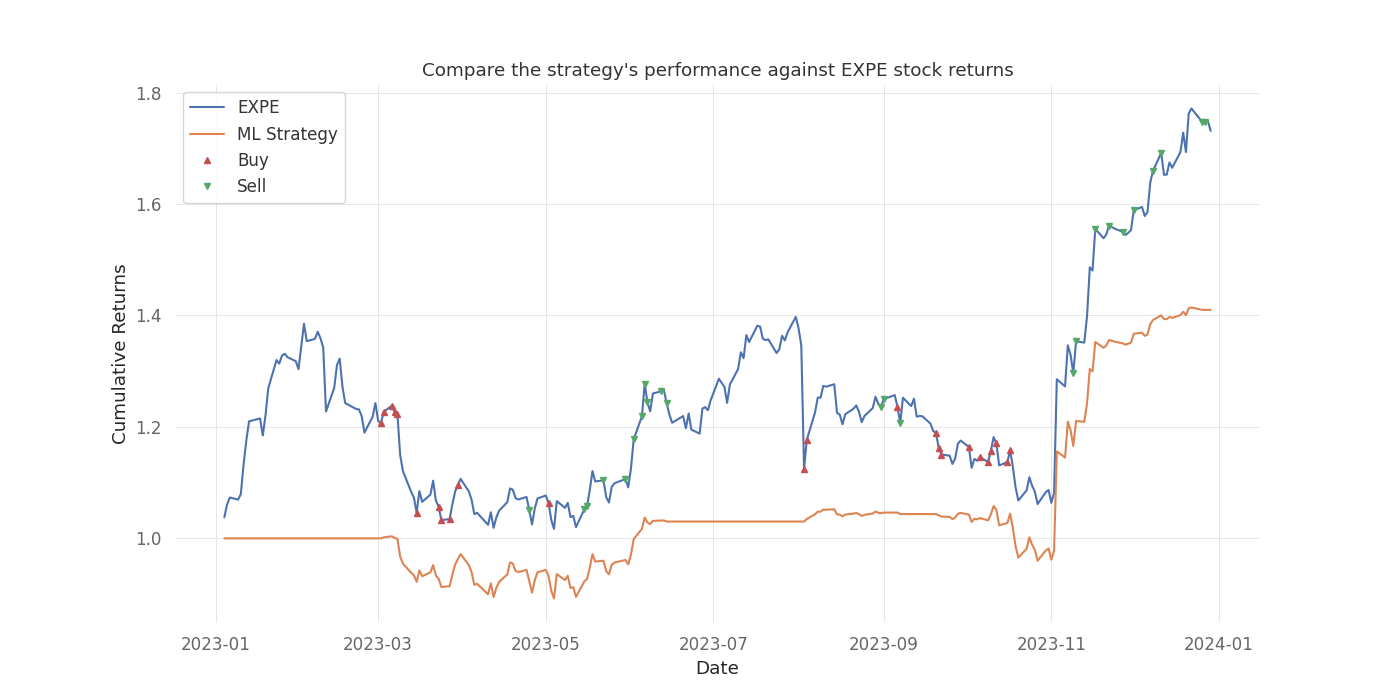 Compare the strategy's performance against EXPE stock returns
EXPE
ML Strategy
Buy
Sell
Cumulative Returns
1.8
1.6
1.4
1.2
1.0
2023-01
2023-03
2023-05
2023-07
2023-09
2023-11
2024-01
Date